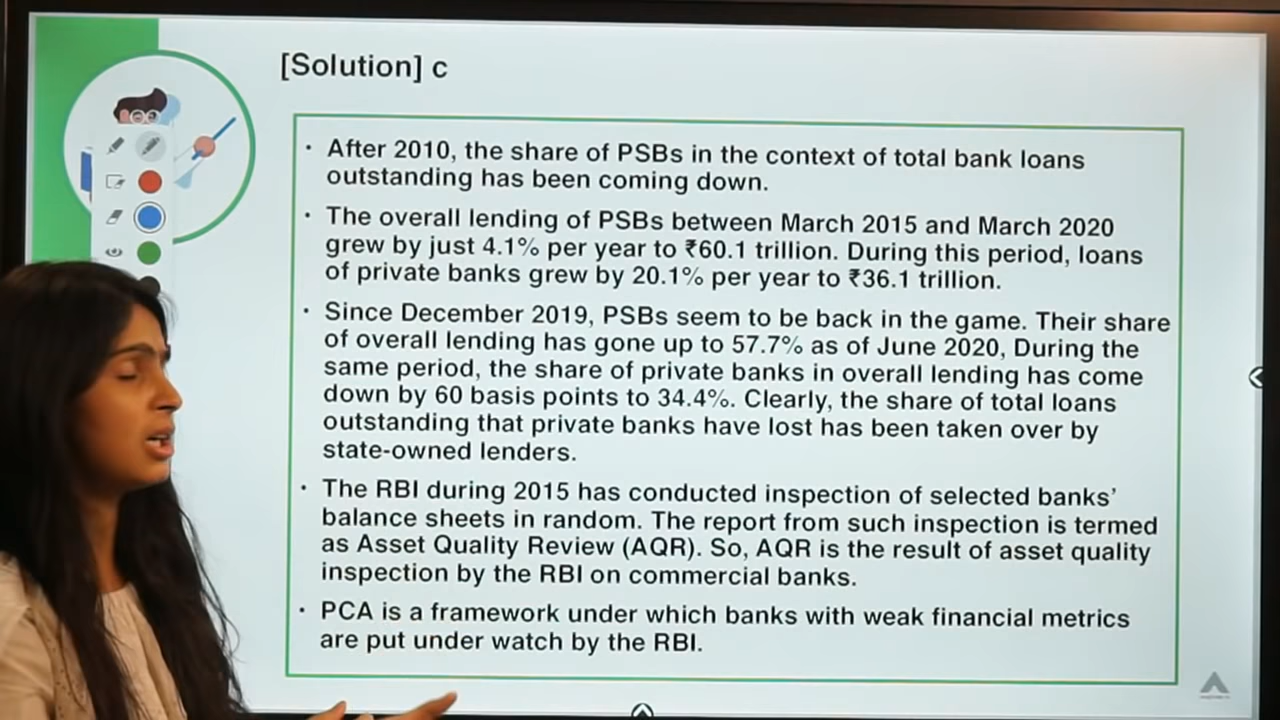 [Solution] c
• After 2010, the share of PSBs in the context of total bank loans
outstanding has been coming down.
• The overall lending of PSBs between March 2015 and March 2020
grew by just 4.1% per year to ₹60.1 trillion. During this period, loans
of private banks grew by 20.1% per year to ₹36.1 trillion.
• Since December 2019, PSBs seem to be back in the game. Their share
of overall lending has gone up to 57.7% as of June 2020, During the
same period, the share of private banks in overall lending has come
down by 60 basis points to 34.4%. Clearly, the share of total loans
outstanding that private banks have lost has been taken over by
state-owned lenders.
• The RBI during 2015 has conducted inspection of selected banks’
balance sheets in random. The report from such inspection is termed
as Asset Quality Review (AQR). So, AQR is the result of asset quality
inspection by the RBI on commercial banks.
• PCA is a framework under which banks with weak financial metrics
are put under watch by the RBI.